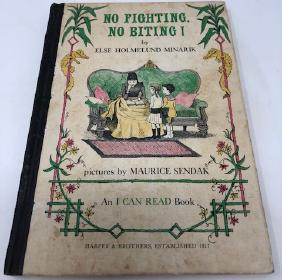 NO FIGHTING,
NO BITING!
by
ELSE HOLMELUND MINARIK
pictures by MAURICE SENDAK
An I CAN READ Book
HARPER & BROTHERS, ESTABLISHED 1817